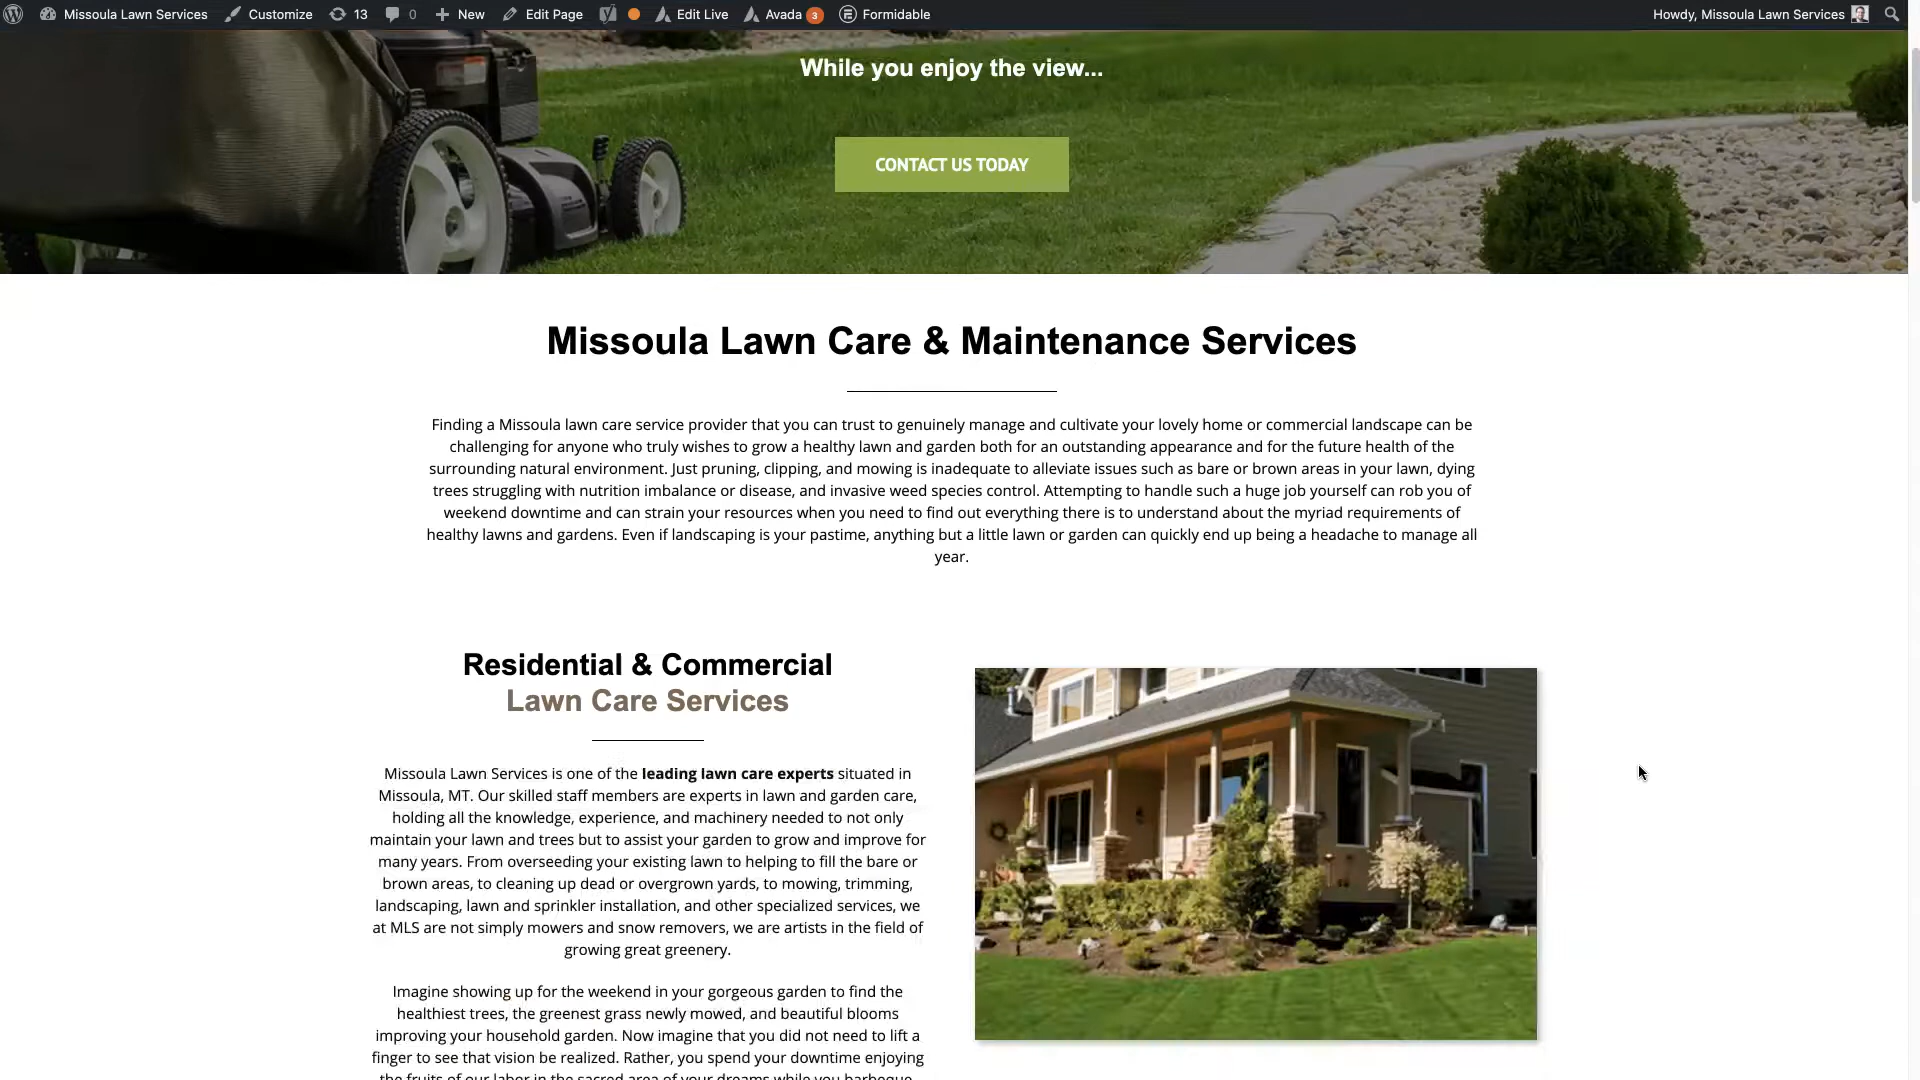 Missoula Lawn Services Customize 13 0 New Edit Page Edit Live Avada 3 Formidable Howdy, Missoula Lawn Services
While you enjoy the view...
CONTACT US TODAY
Missoula Lawn Care & Maintenance Services
Finding a Missoula lawn care service provider that you can trust to genuinely manage and cultivate your lovely home or commercial landscape can be
challenging for anyone who truly wishes to grow a healthy lawn and garden both for an outstanding appearance and for the future health of the
surrounding natural environment. Just pruning, clipping, and mowing is inadequate to alleviate issues such as bare or brown areas in your lawn, dying
trees struggling with nutrition imbalance or disease, and invasive weed species control. Attempting to handle such a huge job yourself can rob you of
weekend downtime and can strain your resources when you need to find out everything there is to understand about the myriad requirements of
healthy lawns and gardens. Even if landscaping is your pastime, anything but a little lawn or garden can quickly end up being a headache to manage all
year.
Residential & Commercial
Lawn Care Services
Missoula Lawn Services is one of the leading lawn care experts situated in
Missoula, MT. Our skilled staff members are experts in lawn and garden care,
holding all the knowledge, experience, and machinery needed to not only
maintain your lawn and trees but to assist your garden to grow and improve for
many years. From overseeding your existing lawn to helping to fill the bare or
brown areas, to cleaning up dead or overgrown yards, to mowing, trimming,
landscaping, lawn and sprinkler installation, and other specialized services, we
at MLS are not simply mowers and snow removers, we are artists in the field of
growing great greenery.
Imagine showing up for the weekend in your gorgeous garden to find the
healthiest trees, the greenest grass newly mowed, and beautiful blooms
improving your household garden. Now imagine that you did not need to lift a
finger to see that vision be realized. Rather, you spend your downtime enjoying
the fruits of our labor in the sacred area of your dreams while you barbeque